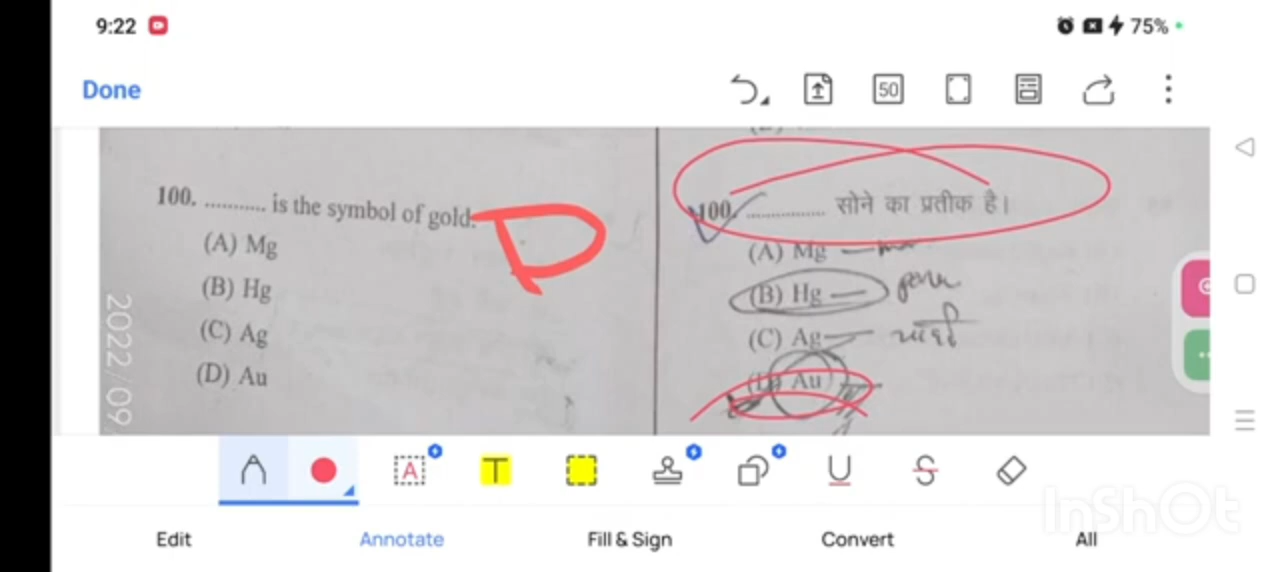 9:22
75%
Done
50
100. .......... is the symbol of gold:
(A) Mg
(B) Hg
(C) Ag
(D) Au
2022/09
D
100. .............. सोने का प्रतीक है।
(A) Mg
(B) Hg
(C) Ag
(D) Au
A
T
U
S
Edit
Annotate
Fill & Sign
Convert
All
InShOt